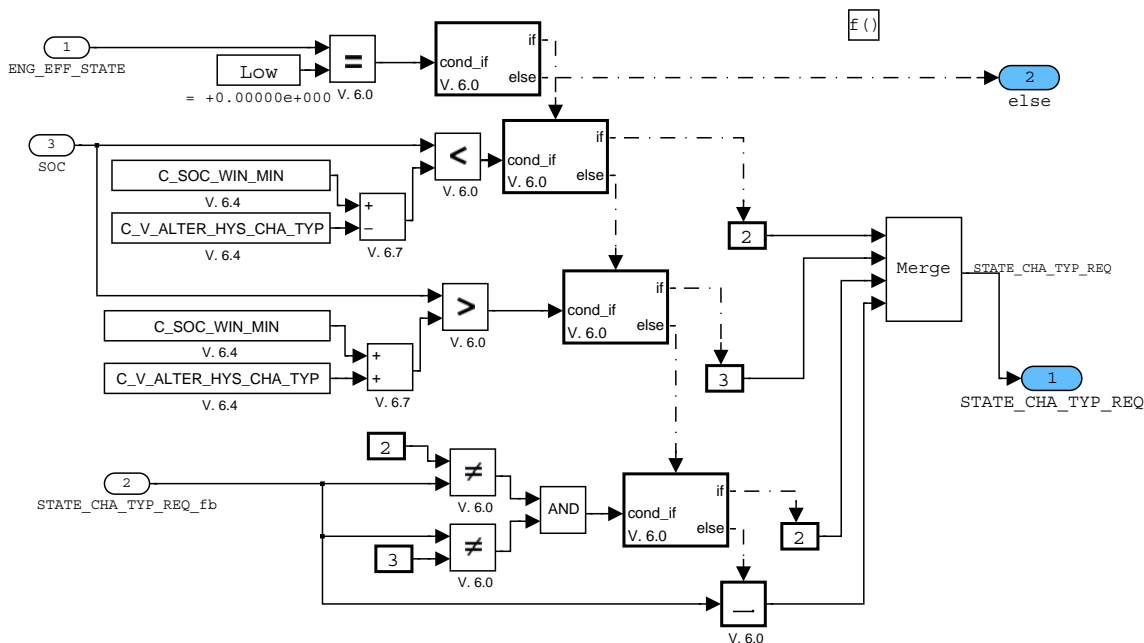 f()
1
ENG_EFF_STATE
Low
= +0.00000e+000
=
V. 6.0
cond_if
V. 6.0
if
else
2
else
3
SOC
C_SOC_WIN_MIN
V. 6.4
C_V_ALTER_HYS_CHA_TYP
V. 6.4
+
−
V. 6.7
<
V. 6.0
cond_if
V. 6.0
if
else
2
Merge
STATE_CHA_TYP_REQ
C_SOC_WIN_MIN
V. 6.4
C_V_ALTER_HYS_CHA_TYP
V. 6.4
+
+
V. 6.7
>
V. 6.0
cond_if
V. 6.0
if
else
3
1
STATE_CHA_TYP_REQ
2
STATE_CHA_TYP_REQ_fb
2
≠
V. 6.0
3
≠
V. 6.0
AND
cond_if
V. 6.0
if
else
2
V. 6.0